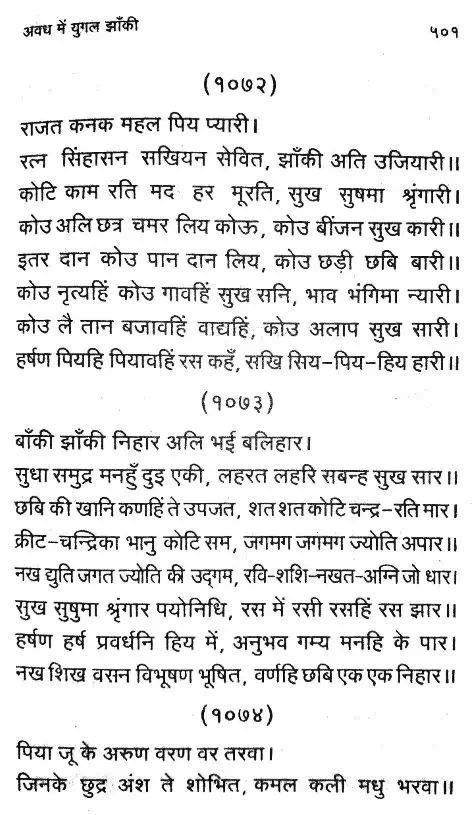 अवध में युगल झाँकी ५०१
(१०७२)
राजत कनक महल पिय प्यारी।
रत्न सिंहासन सखियन सेवित, झाँकी अति उजियारी॥
कोटि काम रति मद हर मूरति, सुख सुषमा श्रृंगारी।
कोउ अलि छत्र चमर लिय कोऊ, कोउ बींजन सुख कारी॥
इतर दान कोउ पान दान लिय, कोउ छड़ी छबि बारी॥
कोउ नृत्यहिं कोउ गावहिं सुख सनि, भाव भंगिमा न्यारी।
कोउ लै तान बजावहिं वाद्यहिं, कोउ अलाप सुख सारी।
हर्षण पियहि पियावहिं रस कहँ, सखि सिय-पिय-हिय हारी॥
(१०७३)
बाँकी झाँकी निहार अलि भई बलिहार।
सुधा समुद्र मनहुँ दुइ एकी, लहरत लहरि सबन्ह सुख सार॥
छबि की खानि कणहिं ते उपजत, शत शत कोटि चन्द्र-रति मार।
क्रीट-चन्द्रिका भानु कोटि सम, जगमग जगमग ज्योति अपार॥
नख द्युति जगत ज्योति की उद्गम, रवि-शशि-नखत-अग्नि जो धार।
सुख सुषुमा श्रृंगार पयोनिधि, रस में रसी रसहिं रस झार॥
हर्षण हर्ष प्रवर्धनि हिय में, अनुभव गम्य मनहि के पार।
नख शिख वसन विभूषण भूषित, वर्णहि छबि एक एक निहार॥
(१०७४)
पिया जू के अरुण वरण वर तरवा।
जिनके छुद्र अंश ते शोभित, कमल कली मधु भरवा॥